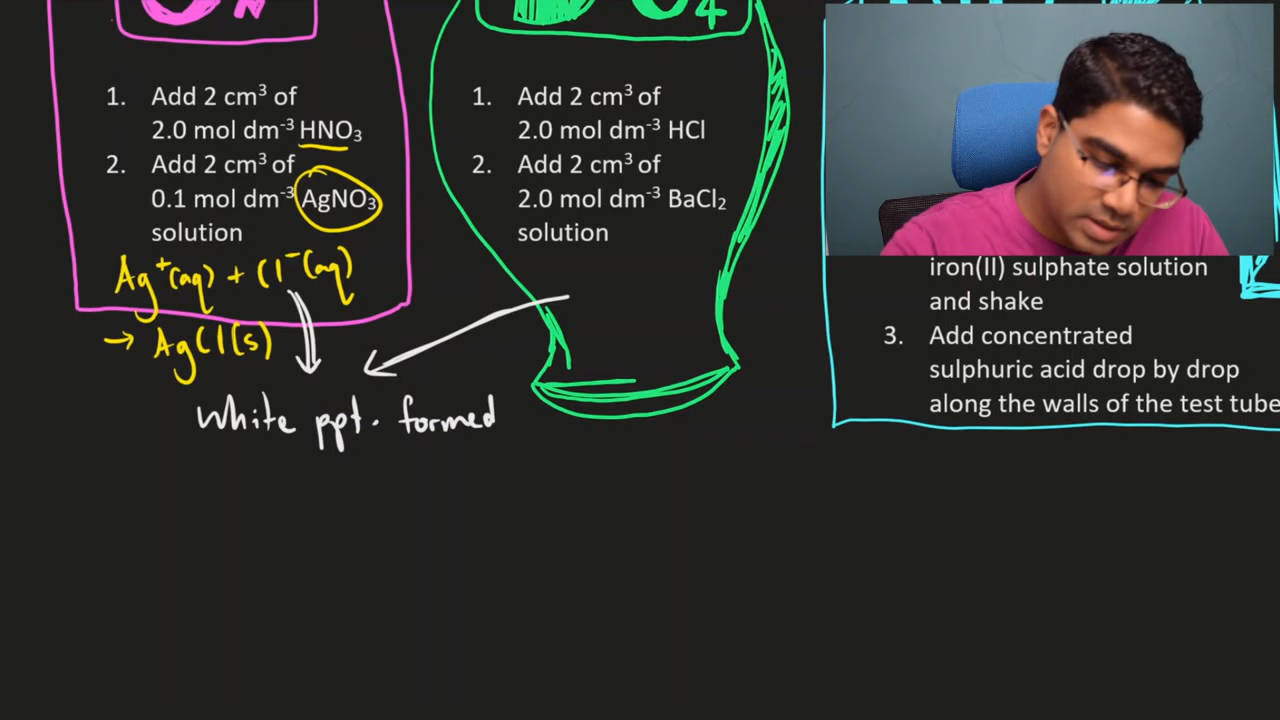 1. Add 2 cm³ of
2.0 mol dm⁻³ HNO₃
2. Add 2 cm³ of
0.1 mol dm⁻³ AgNO₃
solution
Ag⁺(aq) + Cl⁻(aq)
→ AgCl(s)
White ppt. formed
1. Add 2 cm³ of
2.0 mol dm⁻³ HCl
2. Add 2 cm³ of
2.0 mol dm⁻³ BaCl₂
solution
iron(II) sulphate solution
and shake
3. Add concentrated
sulphuric acid drop by drop
along the walls of the test tube